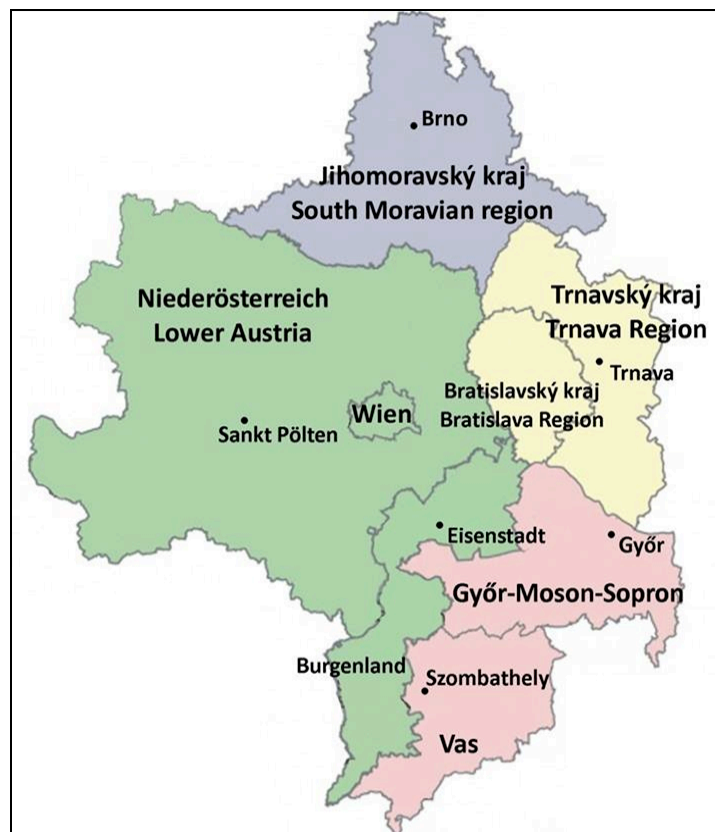 Brno
Jihomoravský kraj
South Moravian region
Niederösterreich
Lower Austria
Trnavský kraj
Trnava Region
Trnava
Bratislavský kraj
Bratislava Region
Wien
Sankt Pölten
Eisenstadt
Győr
Győr-Moson-Sopron
Burgenland
Szombathely
Vas